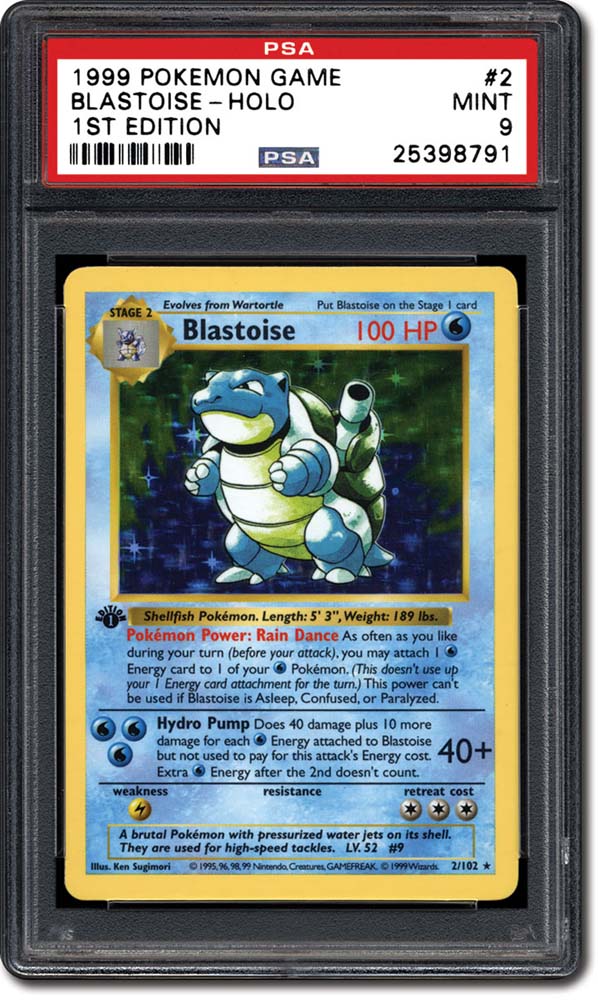 PSA
1999 POKEMON GAME #2
BLASTOISE – HOLO MINT
1ST EDITION 9
PSA 25398791
Evolves from Wartortle Put Blastoise on the Stage 1 card
STAGE 2
Blastoise 100 HP
EDITION
1
Shellfish Pokémon. Length: 5' 3", Weight: 189 lbs.
Pokémon Power: Rain Dance As often as you like
during your turn (before your attack), you may attach 1
Energy card to 1 of your Pokémon. (This doesn't use up
your 1 Energy card attachment for the turn.) This power can't
be used if Blastoise is Asleep, Confused, or Paralyzed.
Hydro Pump Does 40 damage plus 10 more
damage for each Energy attached to Blastoise
but not used to pay for this attack's Energy cost. 40+
Extra Energy after the 2nd doesn't count.
weakness resistance retreat cost
A brutal Pokémon with pressurized water jets on its shell.
They are used for high-speed tackles. LV. 52 #9
Illus. Ken Sugimori © 1995, 96, 98, 99 Nintendo, Creatures, GAMEFREAK. © 1999 Wizards. 2/102 ★